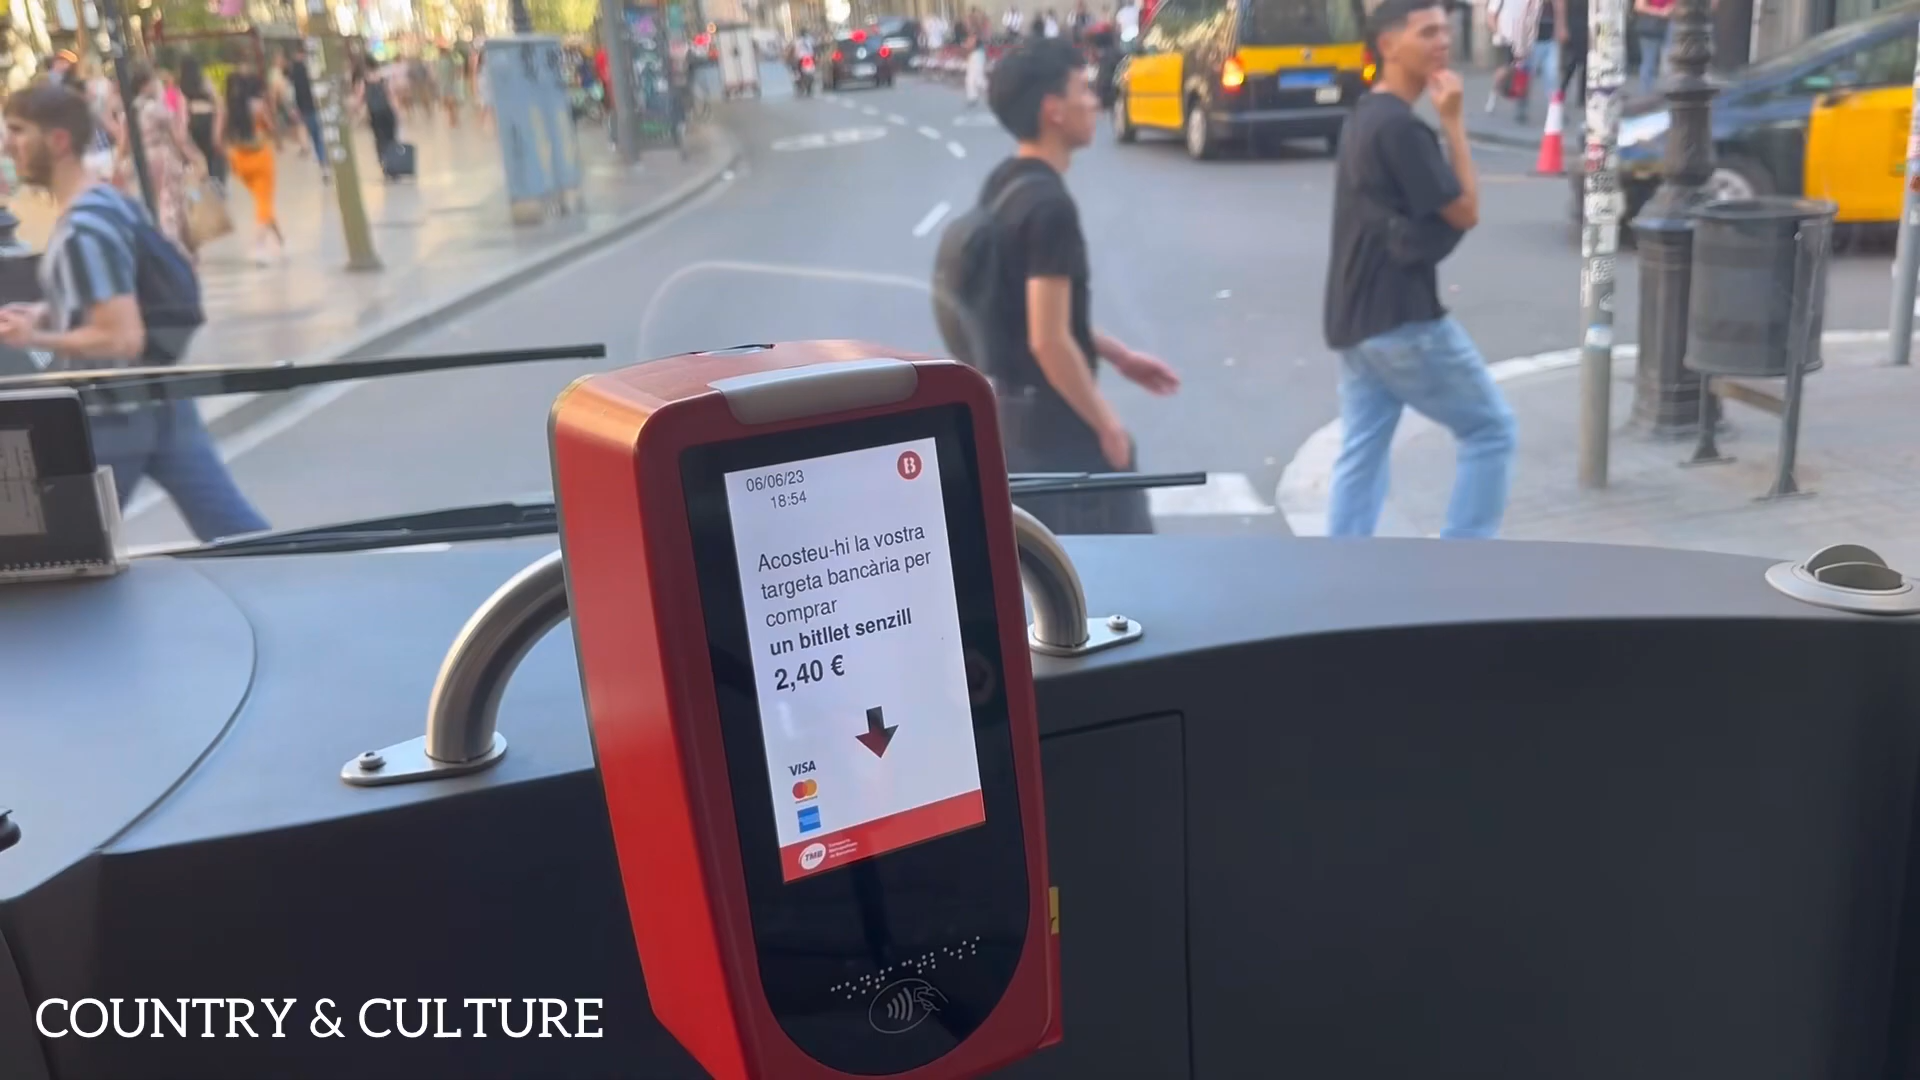 06/06/23
18:54
B
Acosteu-hi la vostra
targeta bancària per
comprar
un bitllet senzill
2,40 €
VISA
TMB
COUNTRY & CULTURE